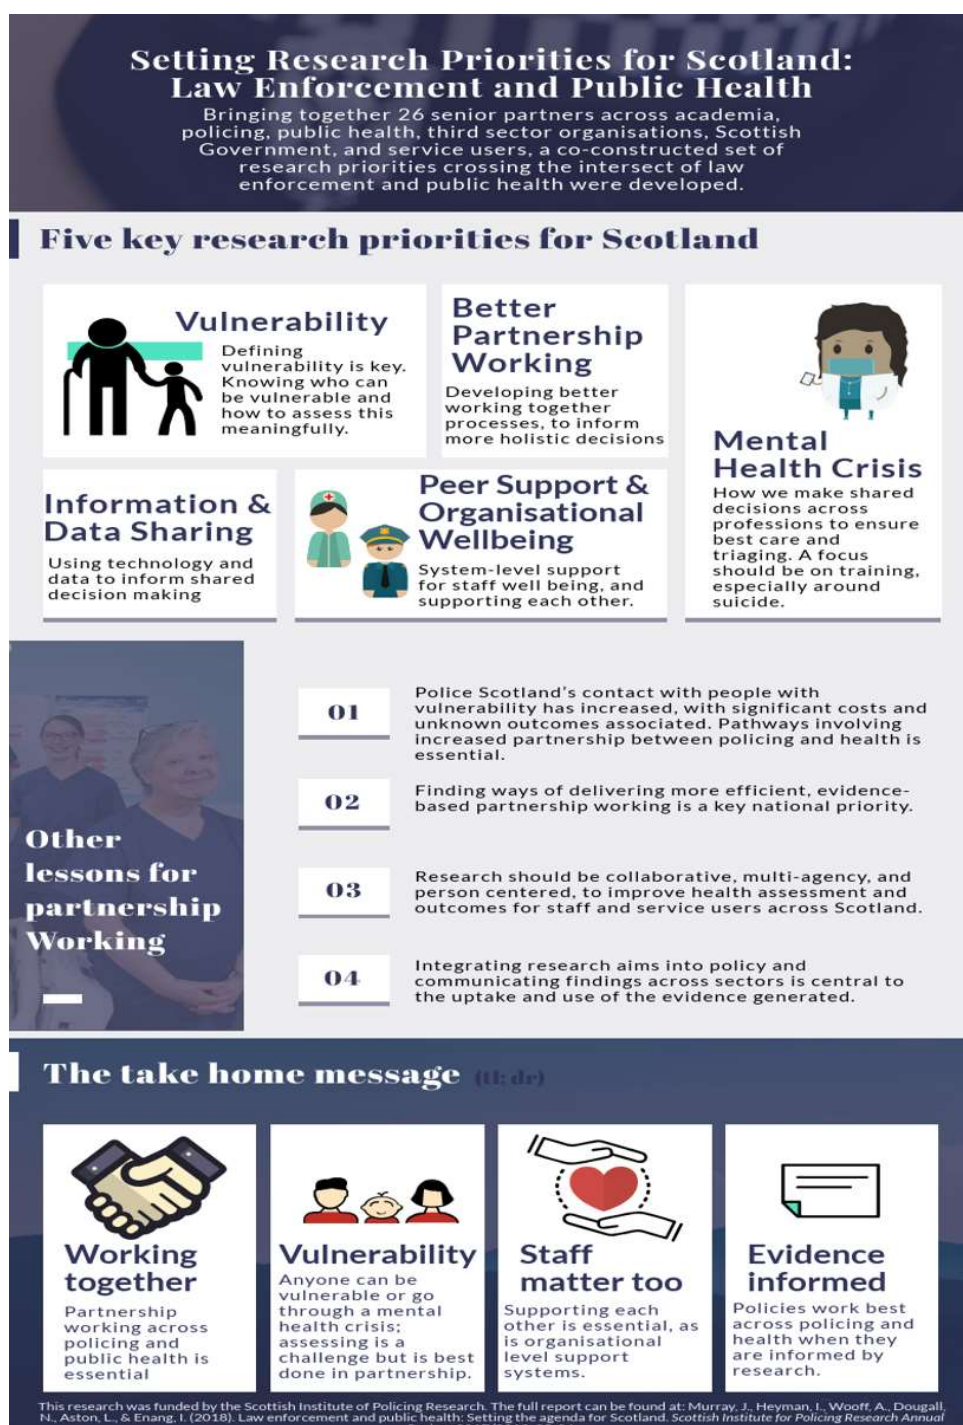 Setting Research Priorities for Scotland:
Law Enforcement and Public Health
Bringing together 26 senior partners across academia,
policing, public health, third sector organisations, Scottish
Government, and service users, a co-constructed set of
research priorities crossing the intersect of law
enforcement and public health were developed.
Five key research priorities for Scotland
Vulnerability
Defining
vulnerability is key.
Knowing who can
be vulnerable and
how to assess this
meaningfully.
Better
Partnership
Working
Developing better
working together
processes, to inform
more holistic decisions
Mental
Health Crisis
How we make shared
decisions across
professions to ensure
best care and
triaging. A focus
should be on training,
especially around
suicide.
Information &
Data Sharing
Using technology and
data to inform shared
decision making
Peer Support &
Organisational
Wellbeing
System-level support
for staff well being, and
supporting each other.
Other
lessons for
partnership
Working
01
Police Scotland's contact with people with
vulnerability has increased, with significant costs and
unknown outcomes associated. Pathways involving
increased partnership between policing and health is
essential.
02
Finding ways of delivering more efficient, evidence-
based partnership working is a key national priority.
03
Research should be collaborative, multi-agency, and
person centered, to improve health assessment and
outcomes for staff and service users across Scotland.
04
Integrating research aims into policy and
communicating findings across sectors is central to
the uptake and use of the evidence generated.
The take home message (tl: dr)
Working
together
Partnership
working across
policing and
public health is
essential
Vulnerability
Anyone can be
vulnerable or go
through a mental
health crisis;
assessing is a
challenge but is best
done in partnership.
Staff
matter too
Supporting each
other is essential, as
is organisational
level support
systems.
Evidence
informed
Policies work best
across policing and
health when they
are informed by
research.
This research was funded by the Scottish Institute of Policing Research. The full report can be found at: Murray, J., Heyman, I., Wooff, A., Dougall,
N., Aston, L., & Enang, I. (2018). Law enforcement and public health: Setting the agenda for Scotland. Scottish Institute for Policing Research Annual